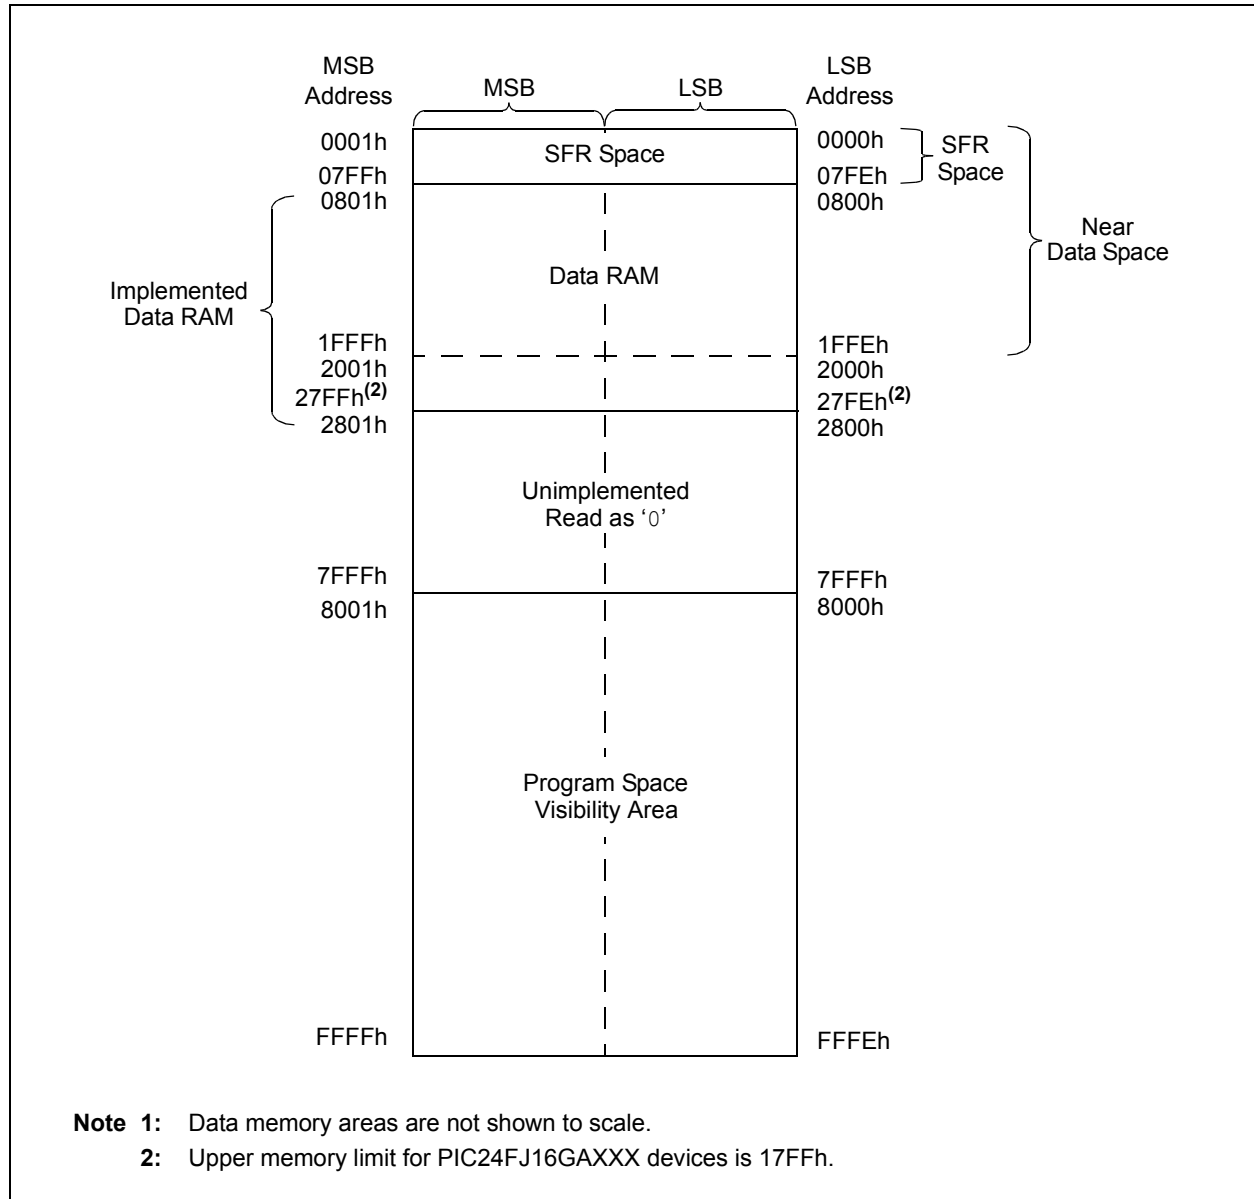 MSB
Address
MSB
LSB
LSB
Address
0001h
SFR Space
0000h
SFR
Space
07FFh
07FEh
0801h
0800h
Near
Data Space
Implemented
Data RAM
Data RAM
1FFFh
1FFEh
2001h
2000h
27FFh(2)
27FEh(2)
2801h
2800h
Unimplemented
Read as ‘0’
7FFFh
7FFFh
8001h
8000h
Program Space
Visibility Area
FFFFh
FFFEh
Note 1: Data memory areas are not shown to scale.
2: Upper memory limit for PIC24FJ16GAXXX devices is 17FFh.